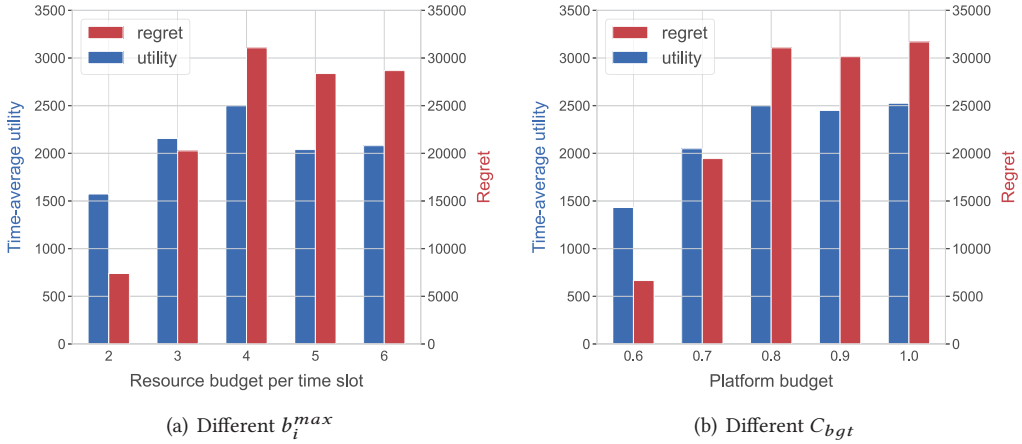 3500
3000
2500
2000
1500
1000
500
0
Time-average utility
regret
utility
35000
30000
25000
20000
15000
10000
5000
0
Regret
2 3 4 5 6
Resource budget per time slot
(a) Different b_i^{max}
3500
3000
2500
2000
1500
1000
500
0
Time-average utility
regret
utility
35000
30000
25000
20000
15000
10000
5000
0
Regret
0.6 0.7 0.8 0.9 1.0
Platform budget
(b) Different C_{bgt}